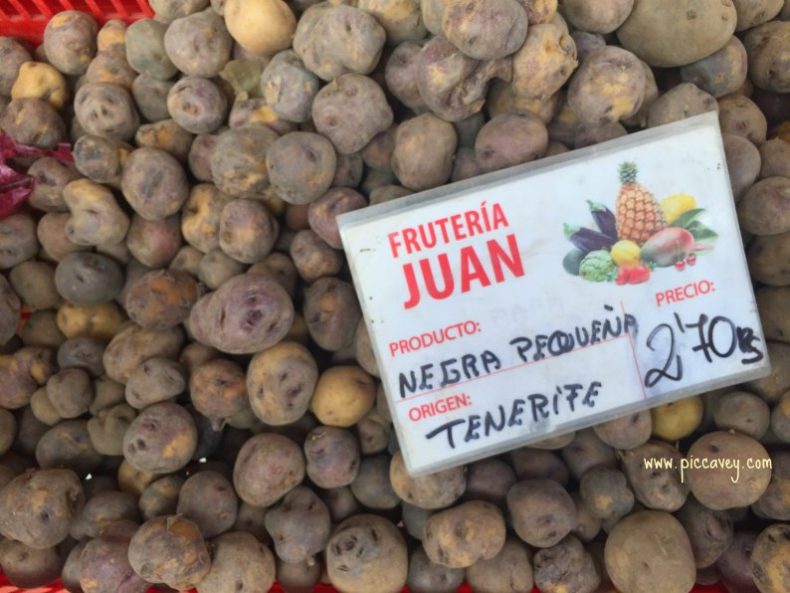 FRUTERÍA
JUAN
PRODUCTO:
NEGRA PEQUEÑA
PRECIO:
2'70
ORIGEN:
TENERIFE
www.piccavey.com